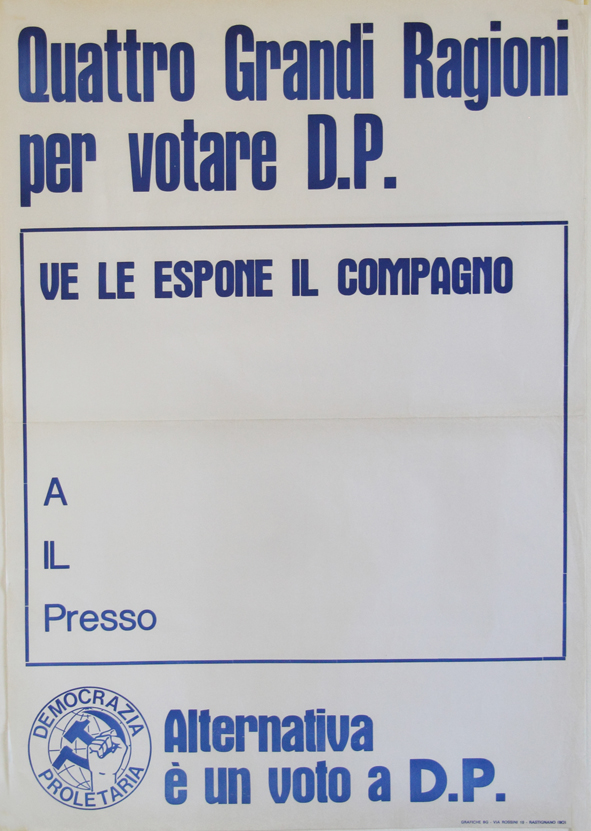 Quattro Grandi Ragioni
per votare D.P.
VE LE ESPONE IL COMPAGNO
A
IL
Presso
DEMOCRAZIA
PROLETARIA
Alternativa
è un voto a D.P.